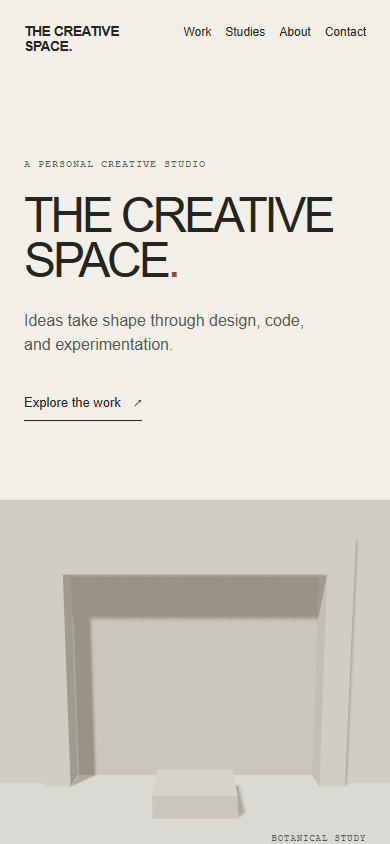 THE CREATIVE
SPACE.
Work Studies About Contact
A PERSONAL CREATIVE STUDIO
THE CREATIVE
SPACE.
Ideas take shape through design, code,
and experimentation.
Explore the work ↗
BOTANICAL STUDY